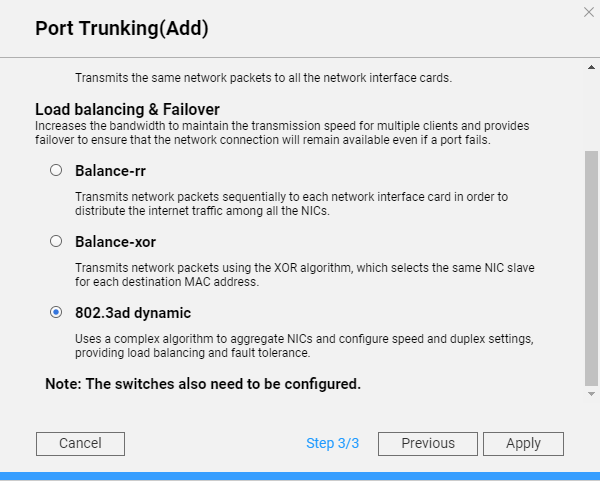 Port Trunking(Add)
Transmits the same network packets to all the network interface cards.
Load balancing & Failover
Increases the bandwidth to maintain the transmission speed for multiple clients and provides
failover to ensure that the network connection will remain available even if a port fails.
Balance-rr
Transmits network packets sequentially to each network interface card in order to
distribute the internet traffic among all the NICs.
Balance-xor
Transmits network packets using the XOR algorithm, which selects the same NIC slave
for each destination MAC address.
802.3ad dynamic
Uses a complex algorithm to aggregate NICs and configure speed and duplex settings,
providing load balancing and fault tolerance.
Note: The switches also need to be configured.
Cancel Step 3/3 Previous Apply